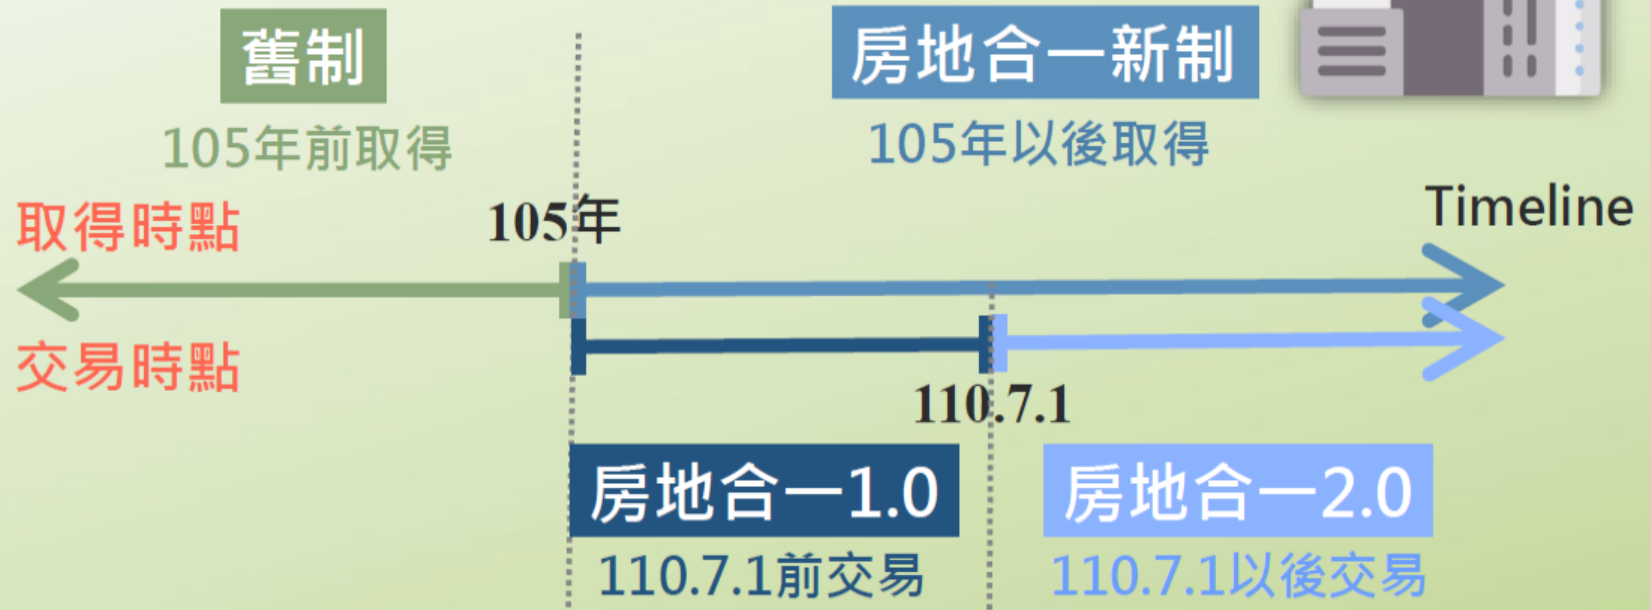 舊制
房地合一新制
105年前取得
105年以後取得
取得時點
105年
Timeline
交易時點
110.7.1
房地合一1.0
房地合一2.0
110.7.1前交易
110.7.1以後交易